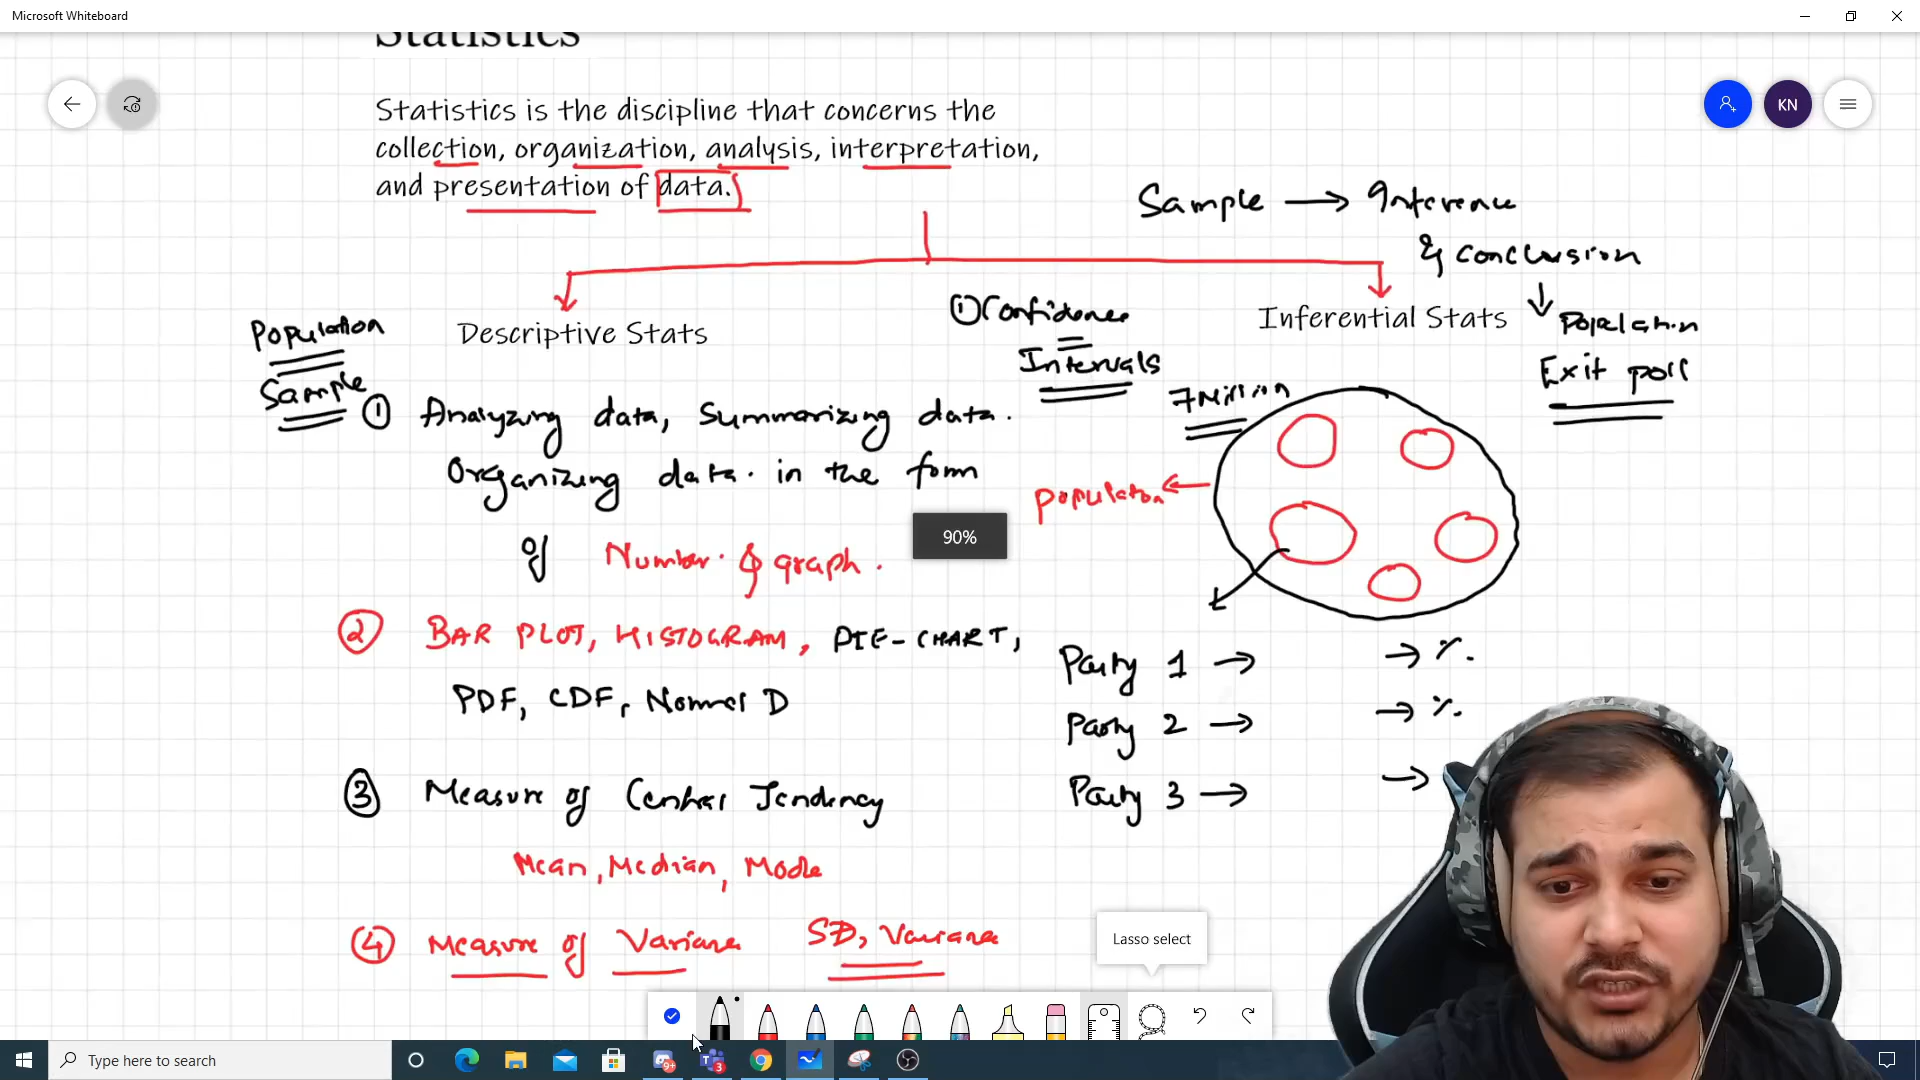 Microsoft Whiteboard
Statistics
KN
Statistics is the discipline that concerns the
collection, organization, analysis, interpretation,
and presentation of data.
Sample → Inference
& conclusion
Population
Exit poll
Descriptive Stats
Inferential Stats
Population
Sample
① Confidence
Intervals
① Analyzing data, Summarizing data.
Organizing data. in the form
of Number & graph.
7 Million
Population
90%
② BAR PLOT, HISTOGRAM, PIE-CHART,
PDF, CDF, Normal D
③ Measure of Central Tendency
Mean, Median, Mode
④ Measure of Variance SD, Variance
Party 1 → → %.
Party 2 → → %.
Party 3 → →
Lasso select
Type here to search
9+
3